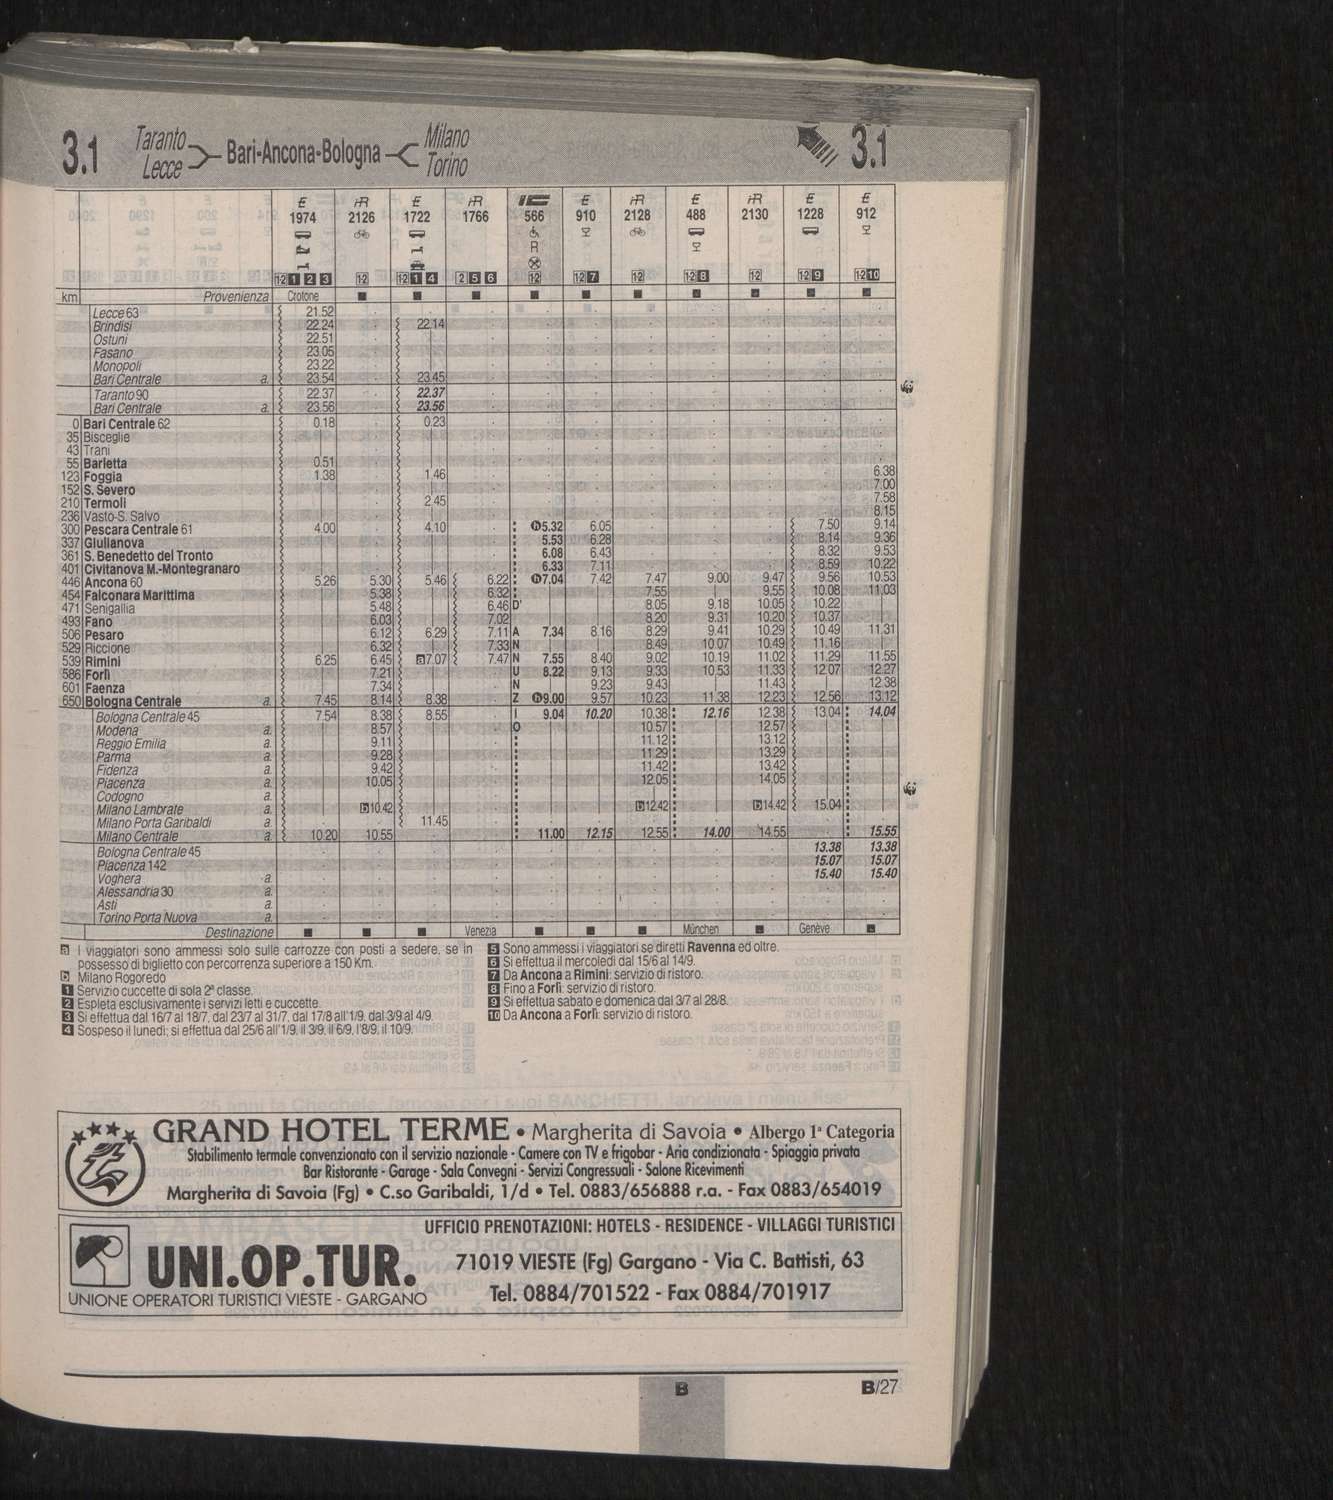 3.1 Taranto Lecce Bari-Ancona-Bologna Milano Torino 3.1
E R E R IC E R E R E E
1974 2126 1722 1766 566 910 2128 488 2130 1228 912
R
12 1 2 3 12 12 1 4 2 5 6 12 12 7 12 12 8 12 12 9 12 10
km Provenienza Crotone ■ ■ ■ ■ ■ ■ ■ ■ ■ ■
Lecce 63 21.52
Brindisi 22.24 22.14
Ostuni 22.51
Fasano 23.05
Monopoli 23.22
Bari Centrale a. 23.54 23.45
Taranto 90 22.37 22.37
Bari Centrale a. 23.56 23.56
0 Bari Centrale 62 0.18 0.23
35 Bisceglie
43 Trani
55 Barletta 0.51
123 Foggia 1.38 1.46 6.38
152 S. Severo 7.00
210 Termoli 2.45 7.58
236 Vasto-S. Salvo 8.15
300 Pescara Centrale 61 4.00 4.10 5.32 6.05 7.50 9.14
337 Giulianova 5.53 6.28 8.14 9.36
361 S. Benedetto del Tronto 6.08 6.43 8.32 9.53
401 Civitanova M.-Montegranaro 6.33 7.11 8.59 10.22
446 Ancona 60 5.26 5.30 5.46 6.22 7.04 7.42 7.47 9.00 9.47 9.56 10.53
454 Falconara Marittima 5.38 6.32 7.55 9.55 10.08 11.03
471 Senigallia 5.48 6.46 D' 8.05 9.18 10.05 10.22
493 Fano 6.03 7.02 8.20 9.31 10.20 10.37
506 Pesaro 6.12 6.29 7.11 A 7.34 8.16 8.29 9.41 10.29 10.49 11.31
529 Riccione 6.32 7.33 N 8.49 10.07 10.49 11.16
539 Rimini 6.25 6.45 a 7.07 7.47 N 7.55 8.40 9.02 10.19 11.02 11.29 11.55
586 Forlì 7.21 U 8.22 9.13 9.33 10.53 11.33 12.07 12.27
601 Faenza 7.34 N 9.23 9.43 11.43 12.38
650 Bologna Centrale a. 7.45 8.14 8.38 Z 9.00 9.57 10.23 11.38 12.23 12.56 13.12
Bologna Centrale 45 7.54 8.38 8.55 I 9.04 10.20 10.38 12.16 12.38 13.04 14.04
Modena a. 8.57 O 10.57 12.57
Reggio Emilia a. 9.11 11.12 13.12
Parma a. 9.28 11.29 13.29
Fidenza a. 9.42 11.42 13.42
Piacenza a. 10.05 12.05 14.05
Codogno a.
Milano Lambrate a. b 10.42 b 12.42 b 14.42 15.04
Milano Porta Garibaldi a. 11.45
Milano Centrale a. 10.20 10.55 11.00 12.15 12.55 14.00 14.55 15.55
Bologna Centrale 45 13.38 13.38
Piacenza 142 15.07 15.07
Voghera a. 15.40 15.40
Alessandria 30 a.
Asti a.
Torino Porta Nuova a.
Destinazione ■ ■ ■ Venezia ■ ■ ■ München ■ Genève ■
a I viaggiatori sono ammessi solo sulle carrozze con posti a sedere, se in
possesso di biglietto con percorrenza superiore a 150 Km.
b Milano Rogoredo
1 Servizio cuccette di sola 2ª classe.
2 Espleta esclusivamente i servizi letti e cuccette.
3 Si effettua dal 16/7 al 18/7, dal 23/7 al 31/7, dal 17/8 all'1/9, dal 3/9 al 4/9.
4 Sospeso il lunedì; si effettua dal 25/6 all'1/9, il 3/9, il 6/9, l'8/9, il 10/9.
5 Sono ammessi i viaggiatori se diretti Ravenna ed oltre.
6 Si effettua il mercoledì dal 15/6 al 14/9.
7 Da Ancona a Rimini: servizio di ristoro.
8 Fino a Forlì: servizio di ristoro.
9 Si effettua sabato e domenica dal 3/7 al 28/8.
10 Da Ancona a Forlì: servizio di ristoro.
GRAND HOTEL TERME • Margherita di Savoia • Albergo 1ª Categoria
Stabilimento termale convenzionato con il servizio nazionale - Camere con TV e frigobar - Aria condizionata - Spiaggia privata
Bar Ristorante - Garage - Sala Convegni - Servizi Congressuali - Salone Ricevimenti
Margherita di Savoia (Fg) • C.so Garibaldi, 1/d • Tel. 0883/656888 r.a. - Fax 0883/654019
UFFICIO PRENOTAZIONI: HOTELS - RESIDENCE - VILLAGGI TURISTICI
UNI.OP.TUR.
UNIONE OPERATORI TURISTICI VIESTE - GARGANO
71019 VIESTE (Fg) Gargano - Via C. Battisti, 63
Tel. 0884/701522 - Fax 0884/701917
B
B/27